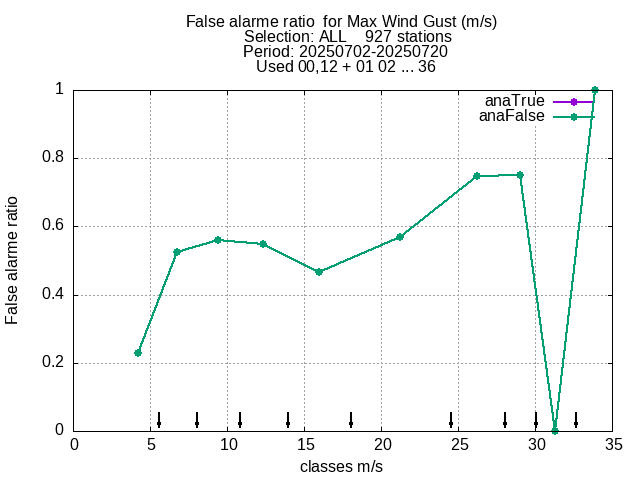 False alarme ratio  for Max Wind Gust (m/s)
Selection: ALL    927 stations
Period: 20250702-20250720
Used 00,12 + 01 02 ... 36
anaTrue
anaFalse
False alarme ratio
1
0.8
0.6
0.4
0.2
0
0 5 10 15 20 25 30 35
classes m/s